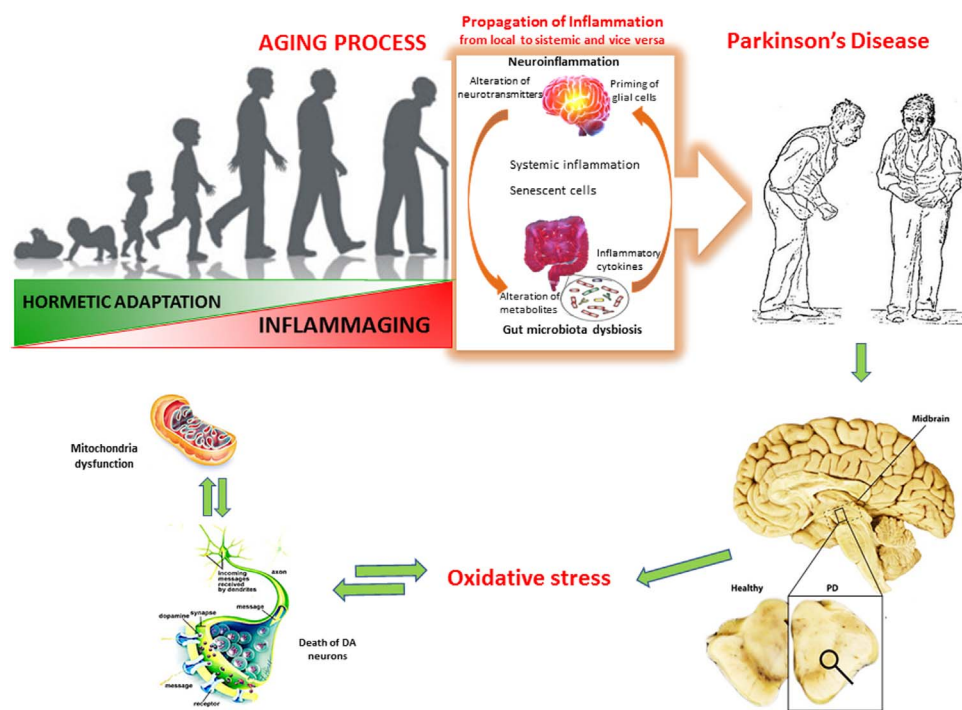 AGING PROCESS
Propagation of Inflammation
from local to sistemic and vice versa
Parkinson's Disease
Neuroinflammation
Alteration of
neurotransmitters
Priming of
glial cells
Systemic inflammation
Senescent cells
Inflammatory
cytokines
Alteration of
metabolites
Gut microbiota dysbiosis
HORMETIC ADAPTATION
INFLAMMAGING
Mitochondria
dysfunction
Midbrain
Incoming
messages
received
by dendrites
axon
message
synapse
dopamine
message
receptor
Death of DA
neurons
Oxidative stress
Healthy
PD